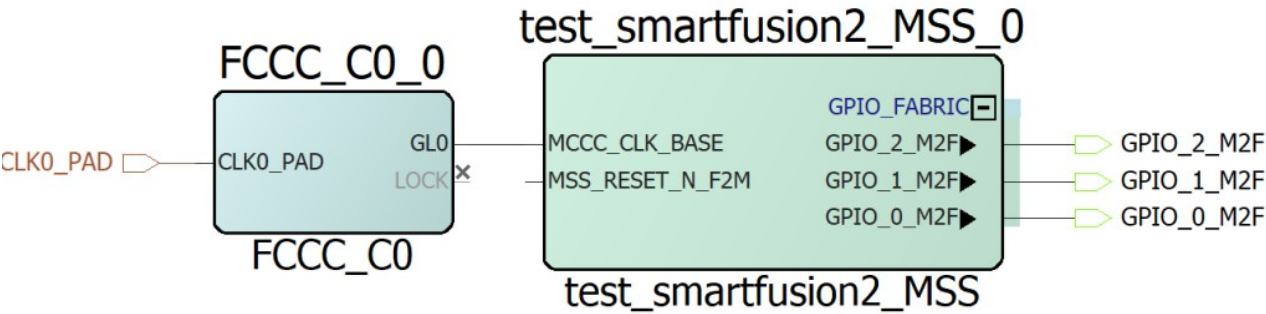 test_smartfusion2_MSS_0
FCCC_C0_0
GPIO_FABRIC
CLK0_PAD
CLK0_PAD
GL0
LOCK
MCCC_CLK_BASE
MSS_RESET_N_F2M
GPIO_2_M2F
GPIO_1_M2F
GPIO_0_M2F
GPIO_2_M2F
GPIO_1_M2F
GPIO_0_M2F
FCCC_C0
test_smartfusion2_MSS